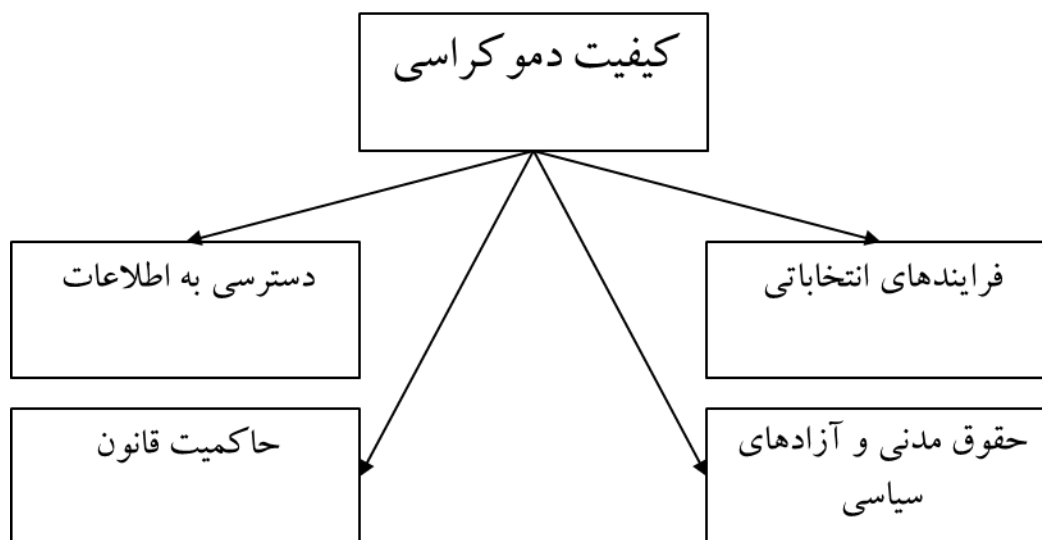 کیفیت دموکراسی
فرایندهای انتخاباتی
دسترسی به اطلاعات
حقوق مدنی و آزادهای
سیاسی
حاکمیت قانون